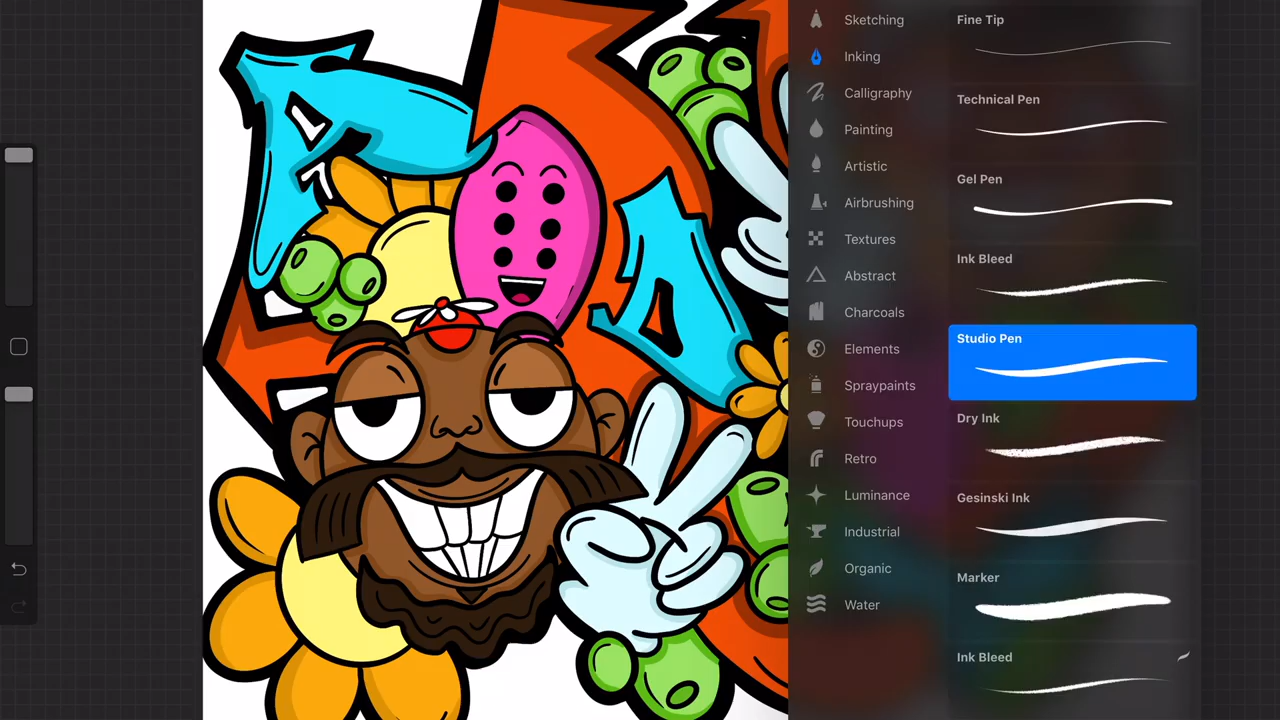 Sketching
Inking
Calligraphy
Painting
Artistic
Airbrushing
Textures
Abstract
Charcoals
Elements
Spraypaints
Touchups
Retro
Luminance
Industrial
Organic
Water
Fine Tip
Technical Pen
Gel Pen
Ink Bleed
Studio Pen
Dry Ink
Gesinski Ink
Marker
Ink Bleed